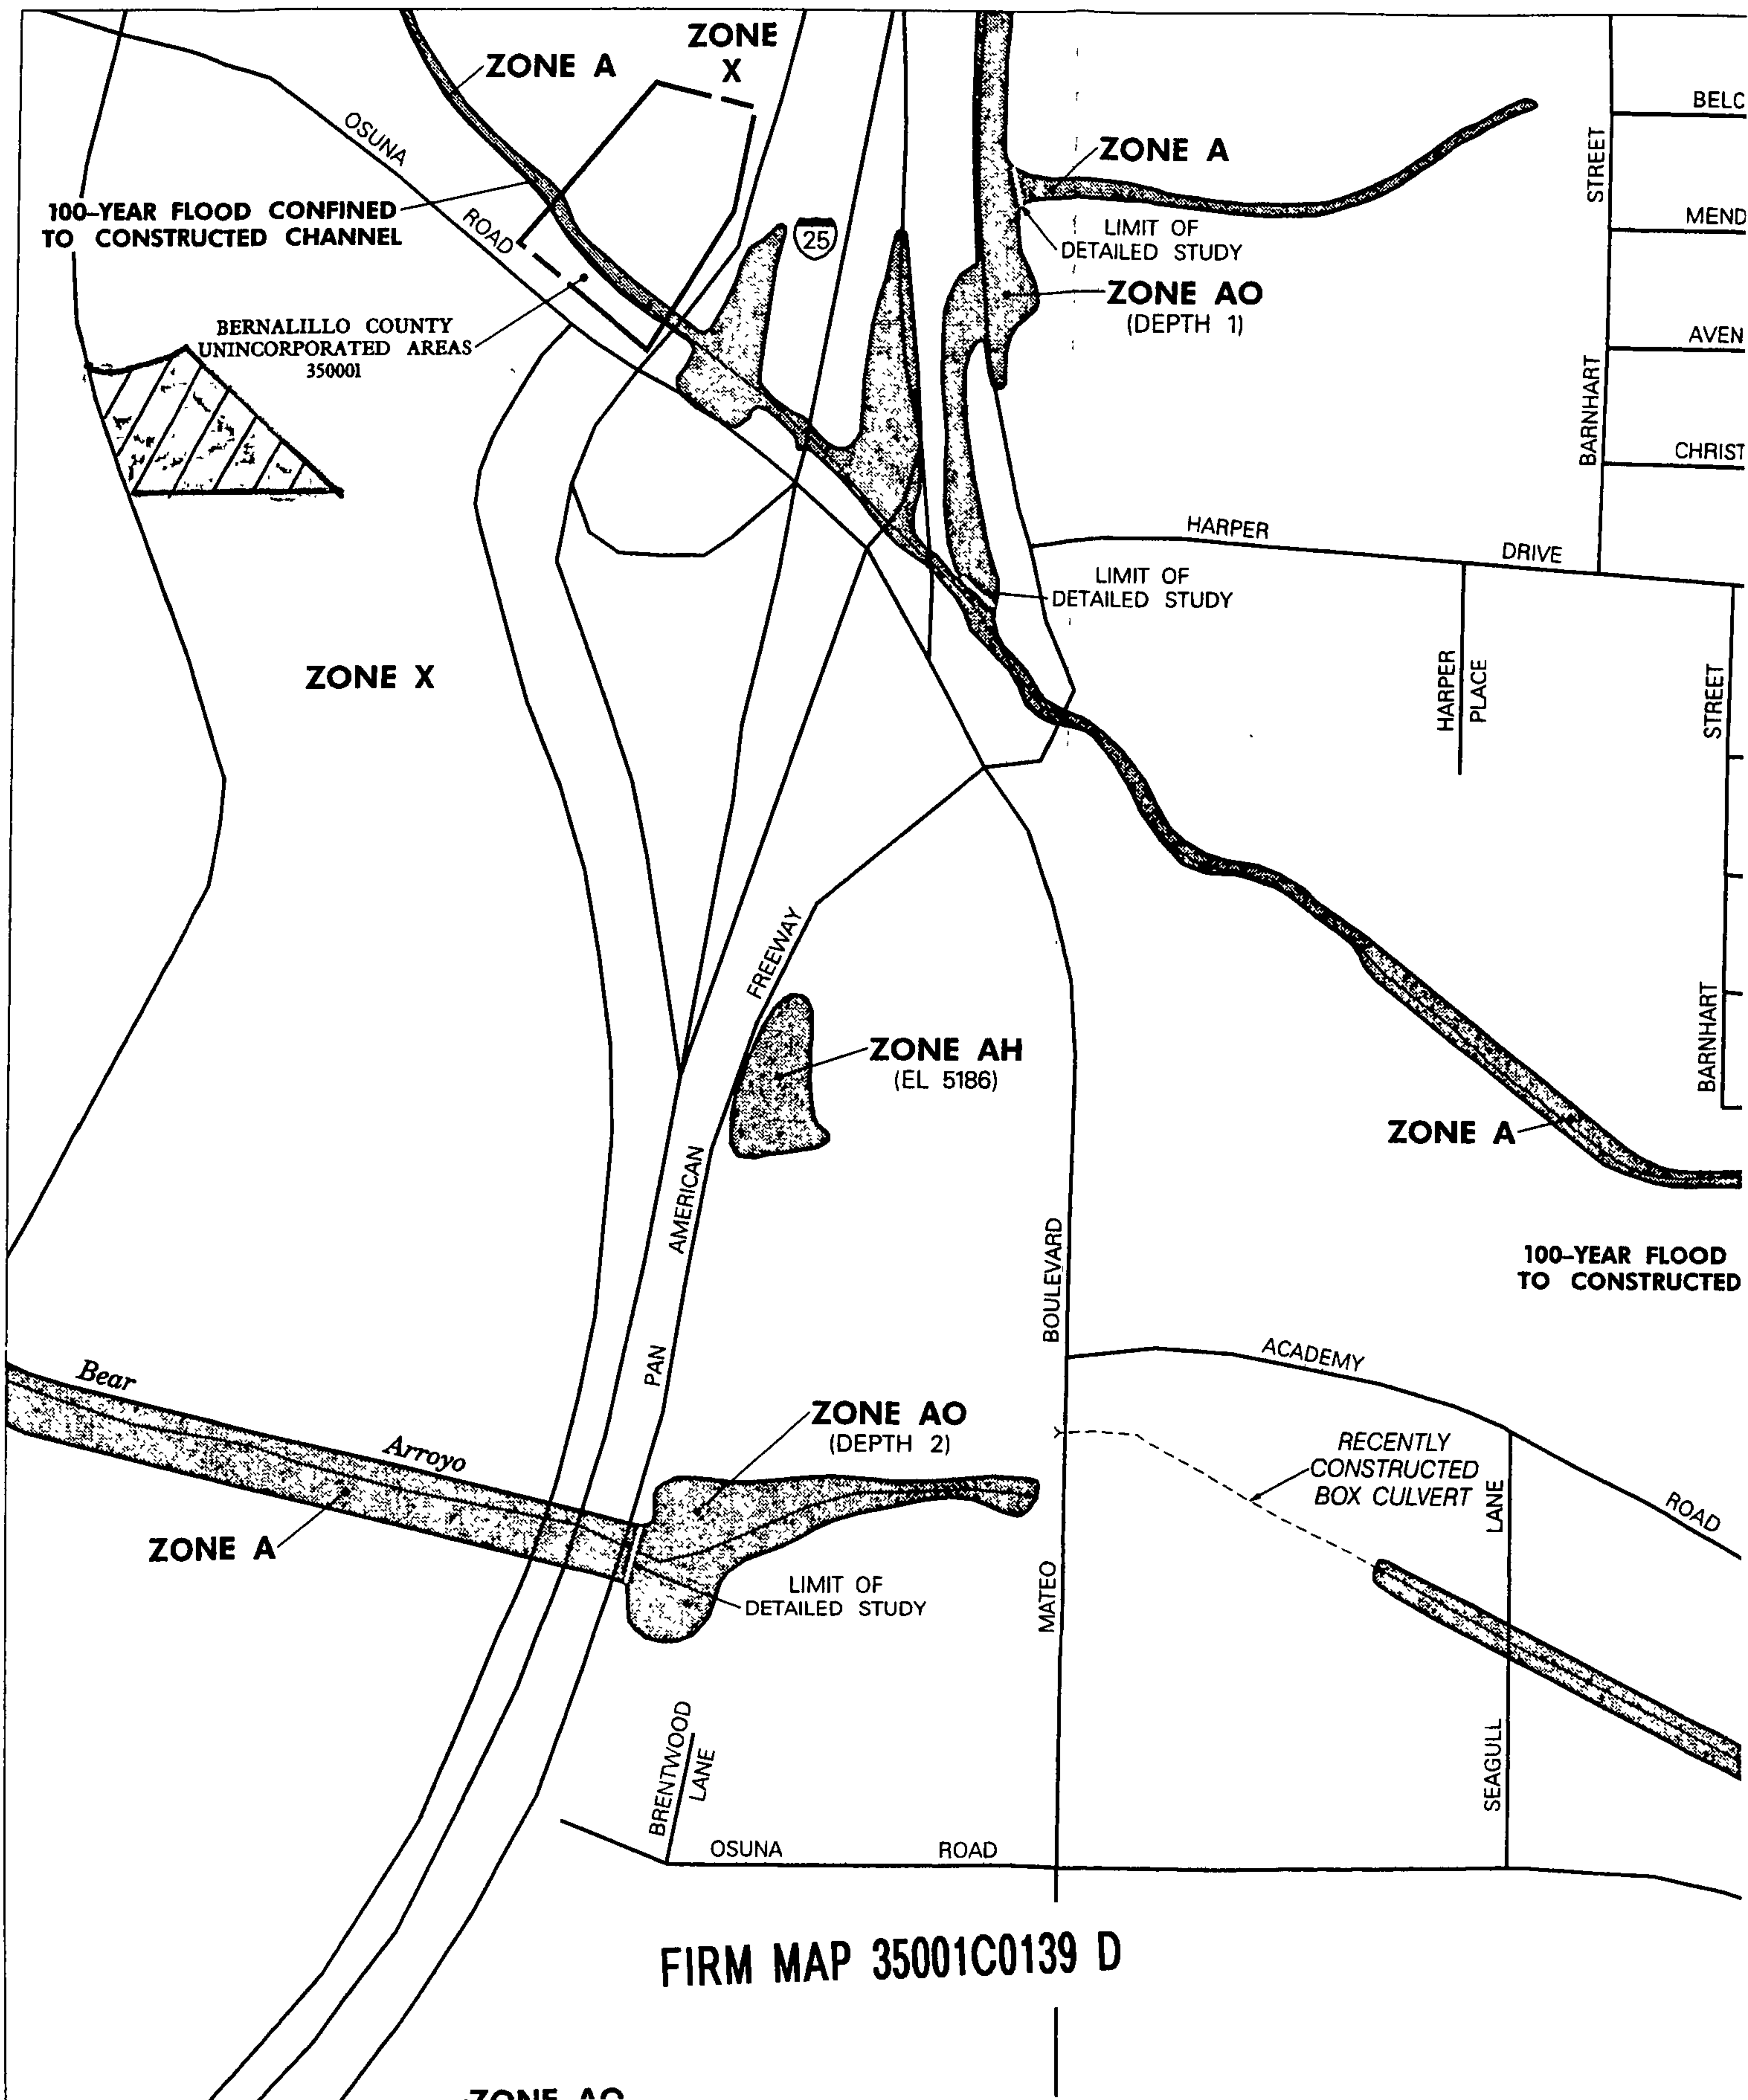 ZONE
X
ZONE A
OSUNA
ROAD
BELC
STREET
ZONE A
100-YEAR FLOOD CONFINED
TO CONSTRUCTED CHANNEL
25
MEND
LIMIT OF
DETAILED STUDY
ZONE AO
(DEPTH 1)
BERNALILLO COUNTY
UNINCORPORATED AREAS
350001
AVEN
BARNHART
CHRIST
HARPER
DRIVE
LIMIT OF
DETAILED STUDY
ZONE X
HARPER
PLACE
STREET
FREEWAY
BARNHART
ZONE AH
(EL 5186)
ZONE A
AMERICAN
BOULEVARD
100-YEAR FLOOD
TO CONSTRUCTED
PAN
ACADEMY
Bear
Arroyo
ZONE AO
(DEPTH 2)
RECENTLY
CONSTRUCTED
BOX CULVERT
LANE
ROAD
ZONE A
LIMIT OF
DETAILED STUDY
MATEO
BRENTWOOD
LANE
SEAGULL
OSUNA ROAD
FIRM MAP 35001C0139 D